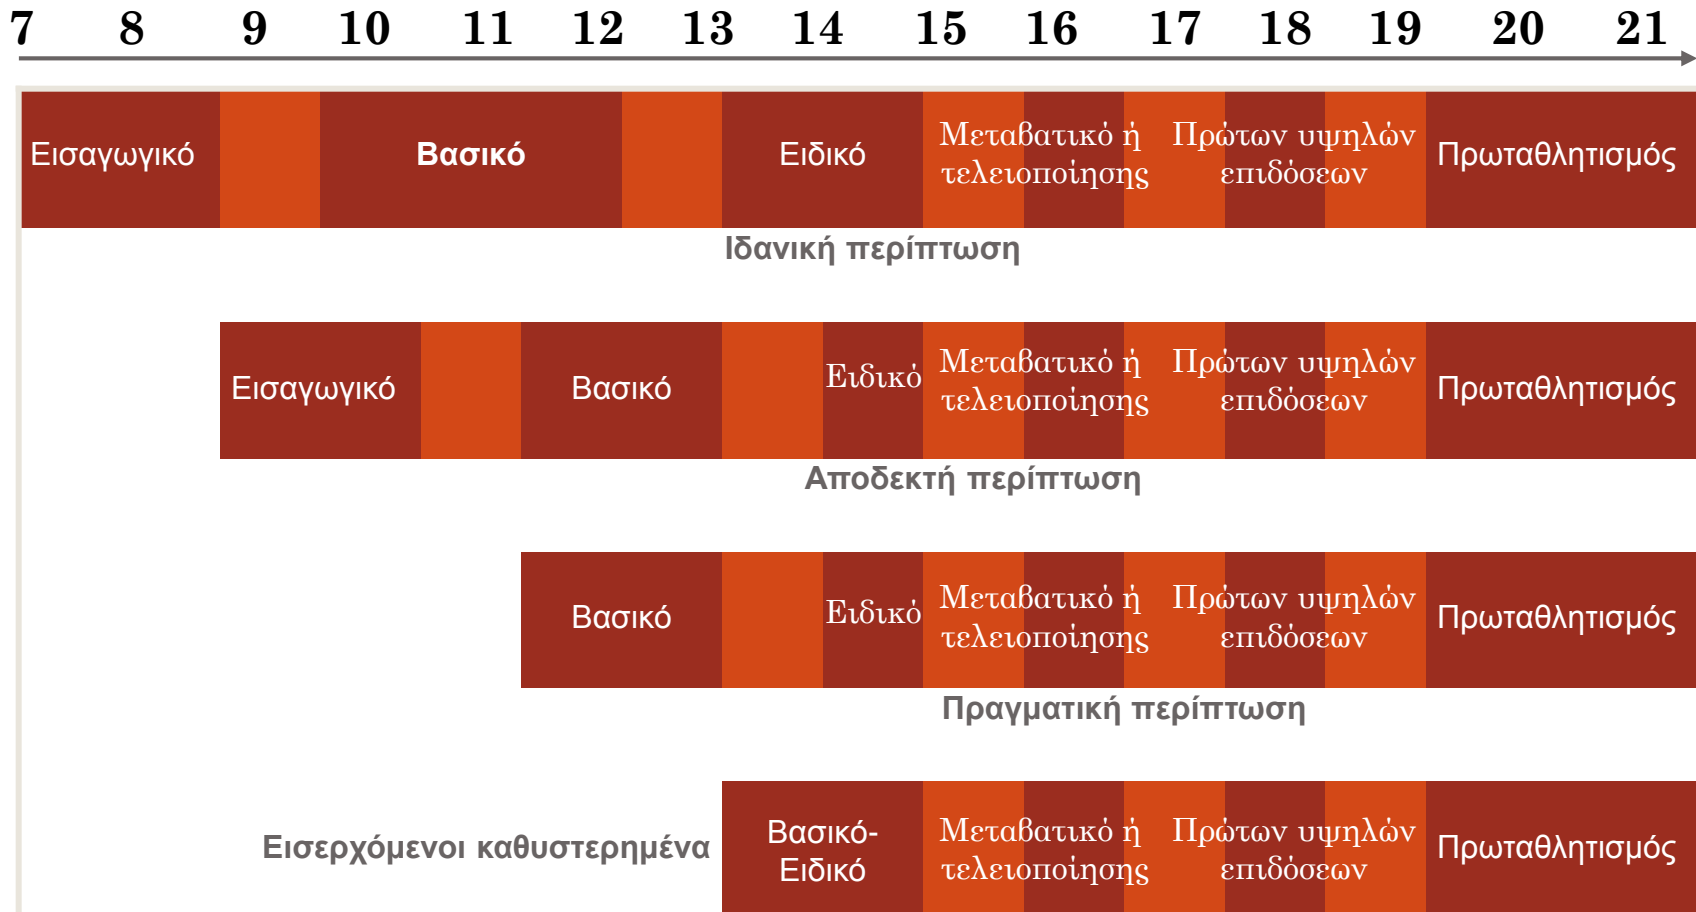 7 8 9 10 11 12 13 14 15 16 17 18 19 20 21
Εισαγωγικό Βασικό Ειδικό Μεταβατικό ή Πρώτων υψηλών Πρωταθλητισμός
τελειοποίησης επιδόσεων
Ιδανική περίπτωση
Εισαγωγικό Βασικό Ειδικό Μεταβατικό ή Πρώτων υψηλών Πρωταθλητισμός
τελειοποίησης επιδόσεων
Αποδεκτή περίπτωση
Βασικό Ειδικό Μεταβατικό ή Πρώτων υψηλών Πρωταθλητισμός
τελειοποίησης επιδόσεων
Πραγματική περίπτωση
Εισερχόμενοι καθυστερημένα Βασικό- Μεταβατικό ή Πρώτων υψηλών Πρωταθλητισμός
Ειδικό τελειοποίησης επιδόσεων